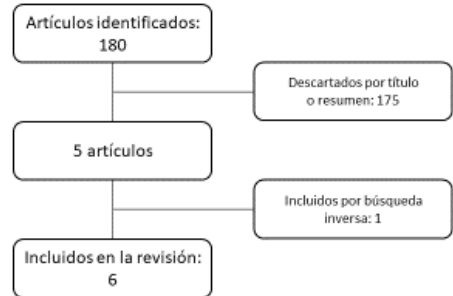 Artículos identificados:
180
Descartados por título
o resumen: 175
5 artículos
Incluidos por búsqueda
inversa: 1
Incluidos en la revisión:
6